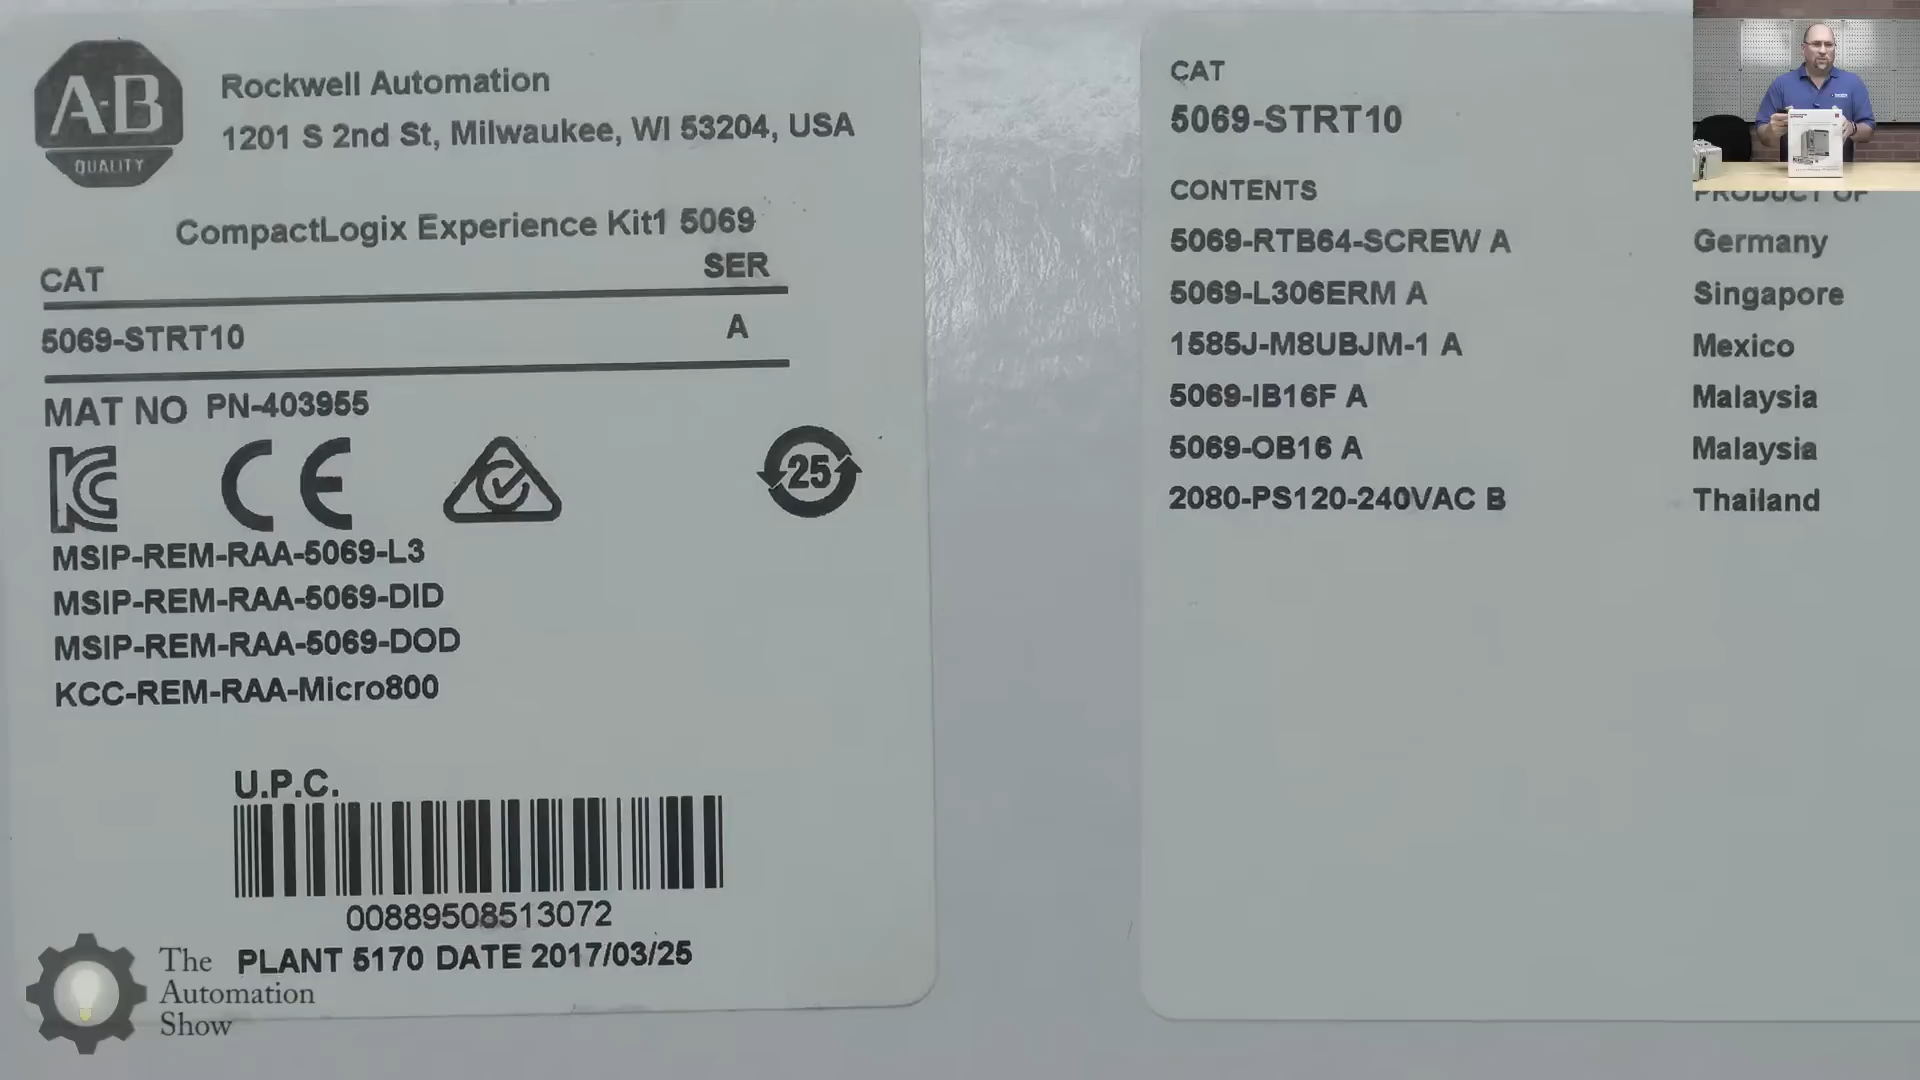 A-B
QUALITY
Rockwell Automation
1201 S 2nd St, Milwaukee, WI 53204, USA
CompactLogix Experience Kit1 5069
CAT SER
5069-STRT10 A
MAT NO PN-403955
KC CE 25
MSIP-REM-RAA-5069-L3
MSIP-REM-RAA-5069-DID
MSIP-REM-RAA-5069-DOD
KCC-REM-RAA-Micro800
U.P.C.
00889508513072
PLANT 5170 DATE 2017/03/25
The
Automation
Show
CAT
5069-STRT10
CONTENTS PRODUCT OF
5069-RTB64-SCREW A Germany
5069-L306ERM A Singapore
1585J-M8UBJM-1 A Mexico
5069-IB16F A Malaysia
5069-OB16 A Malaysia
2080-PS120-240VAC B Thailand